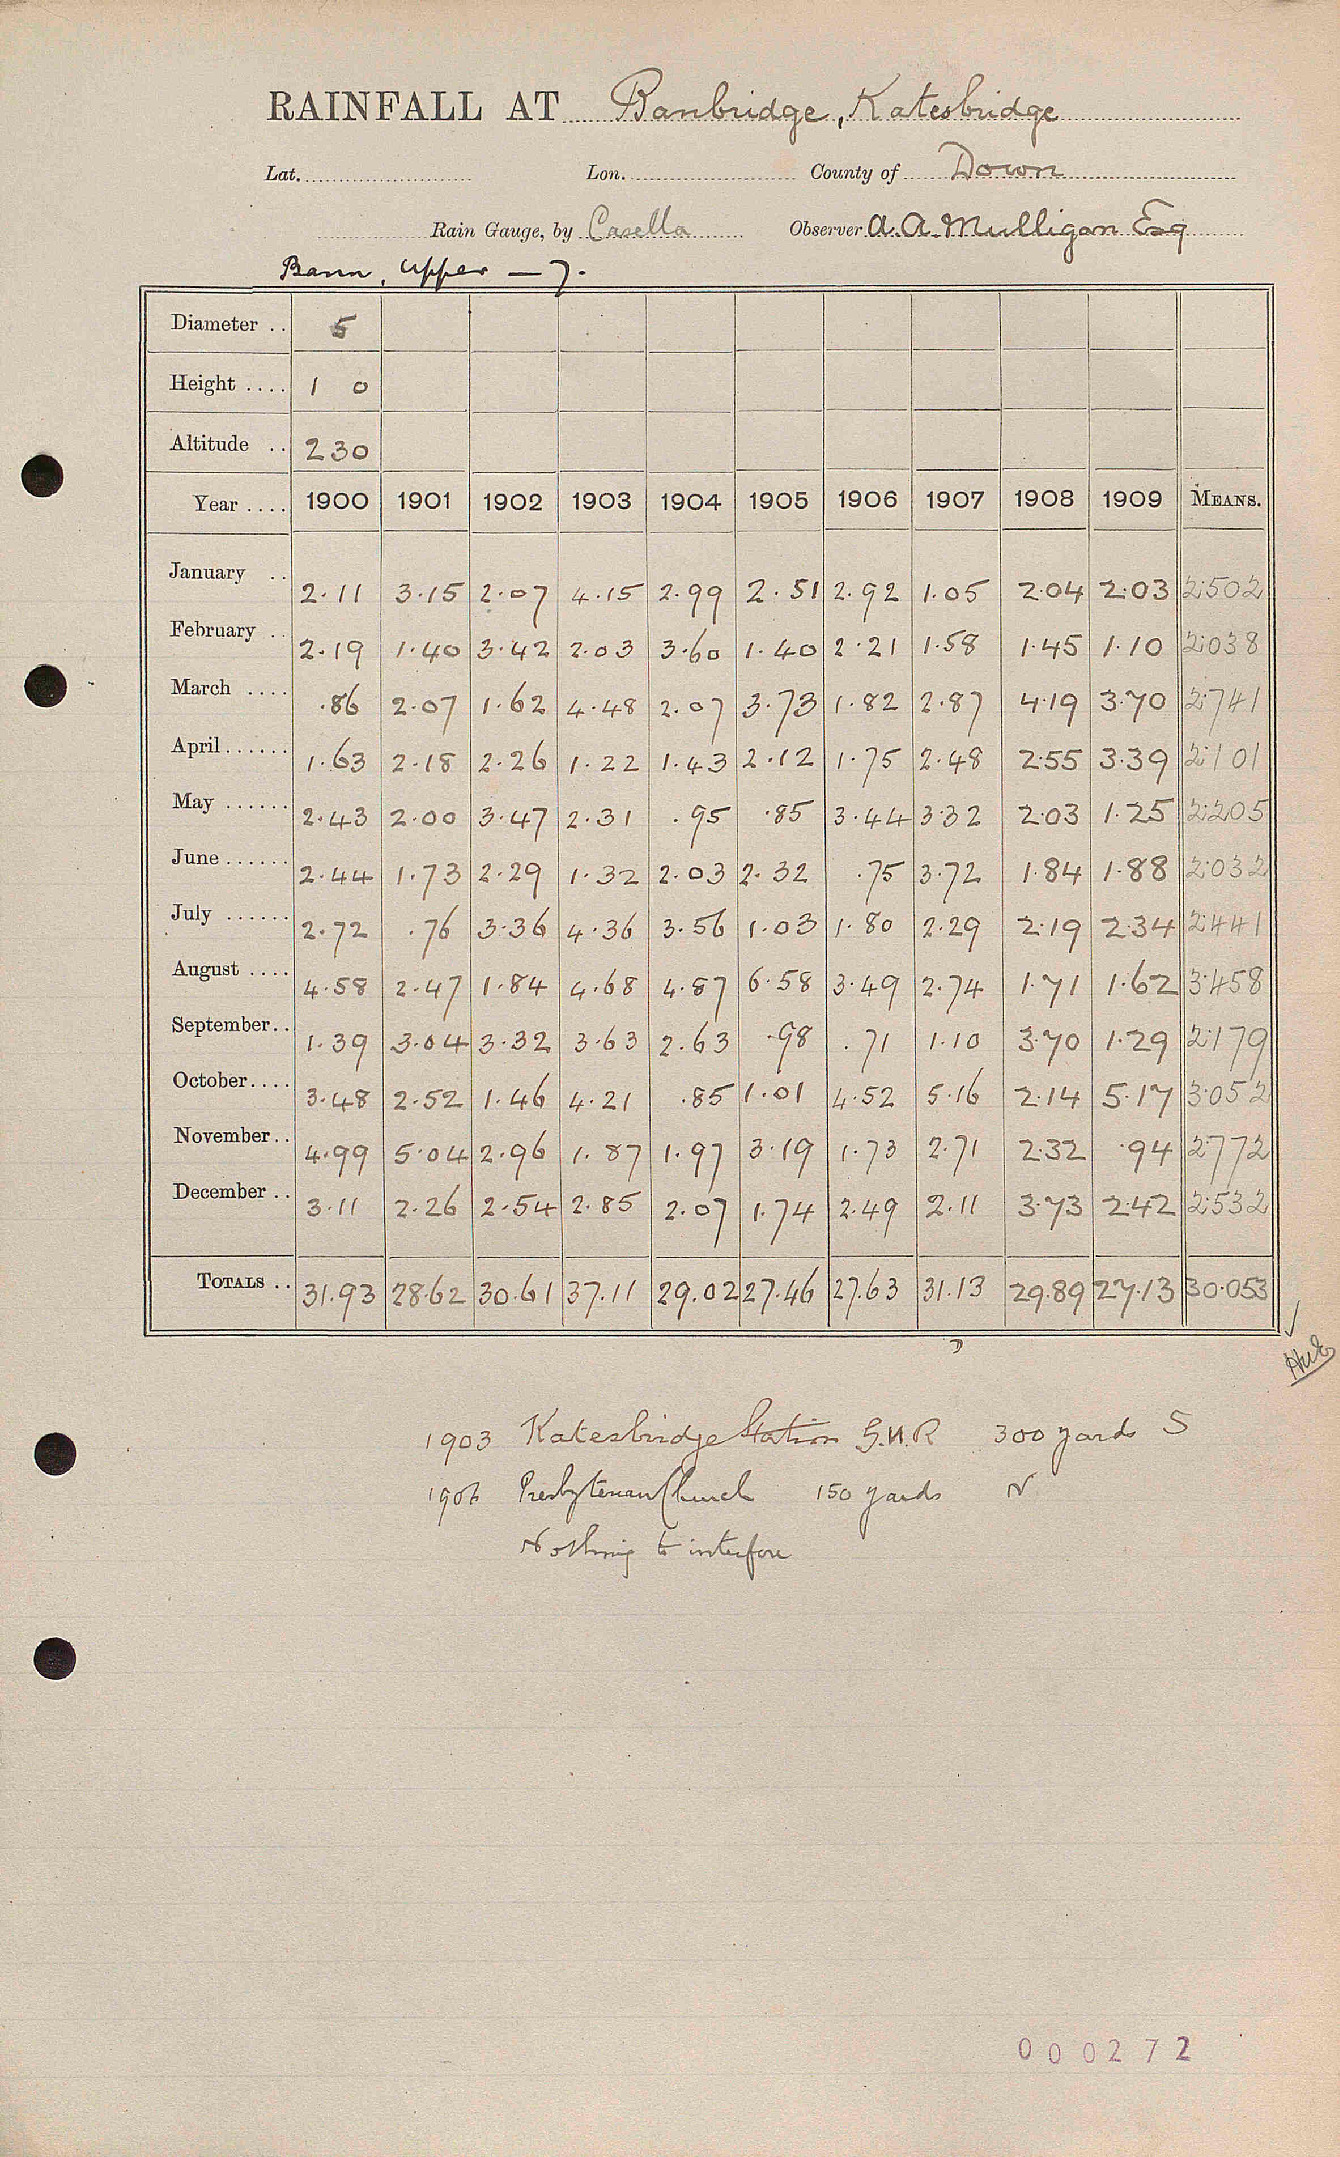 RAINFALL AT Banbridge, Katesbridge
Lat. Lon. County of Down
Rain Gauge, by Casella Observer A. A. Mulligan Esq
Bann, Upper — 7.
Diameter .. 5
Height .... 1 0
Altitude .. 230
Year .... 1900 1901 1902 1903 1904 1905 1906 1907 1908 1909 MEANS.
January .. 2.11 3.15 2.07 4.15 2.99 2.51 2.92 1.05 2.04 2.03 2.502
February .. 2.19 1.40 3.42 2.03 3.60 1.40 2.21 1.58 1.45 1.10 2.038
March .... .86 2.07 1.62 4.48 2.07 3.73 1.82 2.87 4.19 3.70 2.741
April ...... 1.63 2.18 2.26 1.22 1.43 2.12 1.75 2.48 2.55 3.39 2.101
May ...... 2.43 2.00 3.47 2.31 .95 .85 3.44 3.32 2.03 1.25 2.205
June ...... 2.44 1.73 2.29 1.32 2.03 2.32 .75 3.72 1.84 1.88 2.032
July ...... 2.72 .76 3.36 4.36 3.56 1.03 1.80 2.29 2.19 2.34 2.441
August .... 4.58 2.47 1.84 4.68 4.87 6.58 3.49 2.74 1.71 1.62 3.458
September .. 1.39 3.04 3.32 3.63 2.63 .98 .71 1.10 3.70 1.29 2.179
October .... 3.48 2.52 1.46 4.21 .85 1.01 4.52 5.16 2.14 5.17 3.052
November .. 4.99 5.04 2.96 1.87 1.97 3.19 1.73 2.71 2.32 .94 2.772
December .. 3.11 2.26 2.54 2.85 2.07 1.74 2.49 2.11 3.73 2.42 2.532
TOTALS .. 31.93 28.62 30.61 37.11 29.02 27.46 27.63 31.13 29.89 27.13 30.053
1903 Katesbridge Station G.N.R 300 yards S
1906 Presbyterian Church 150 yards N
Nothing to interfere
000272